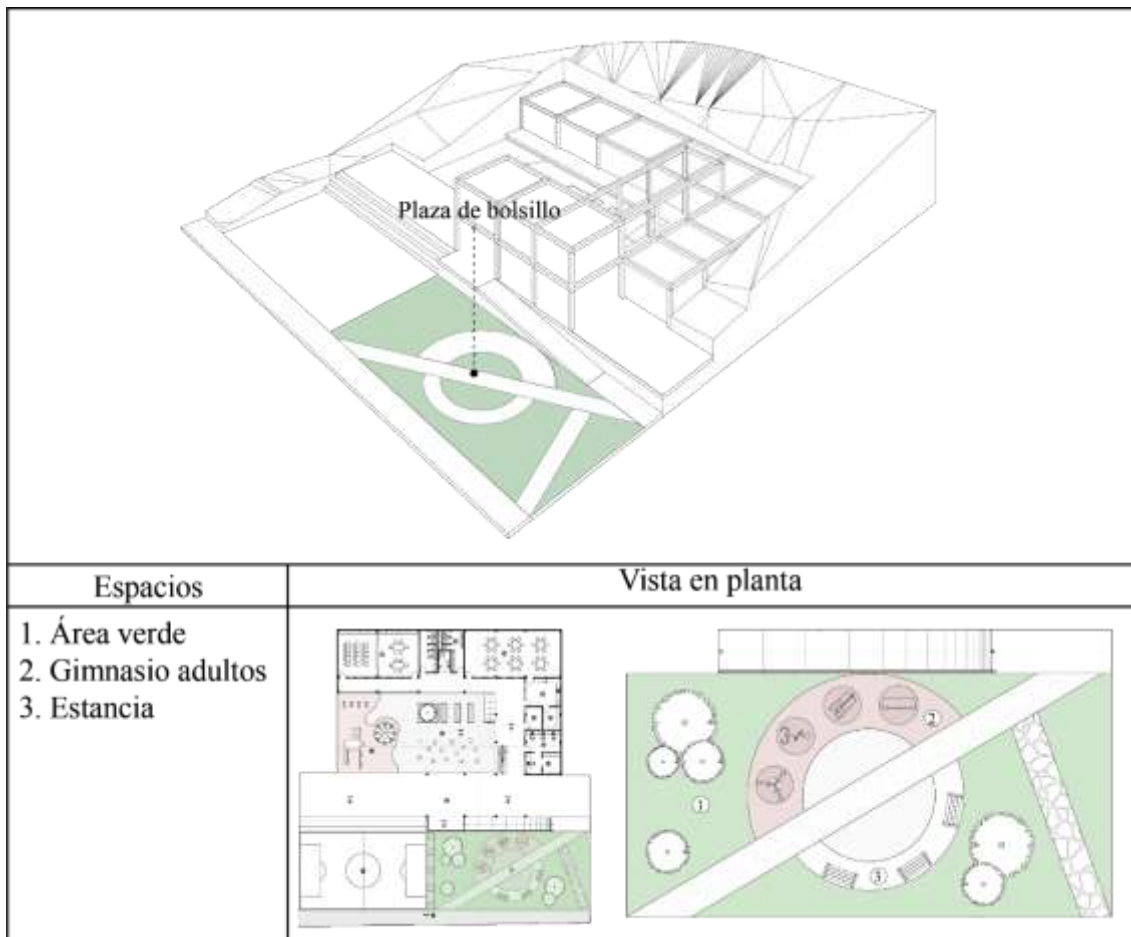 Plaza de bolsillo
Espacios
Vista en planta
1. Área verde
2. Gimnasio adultos
3. Estancia
2
1
3